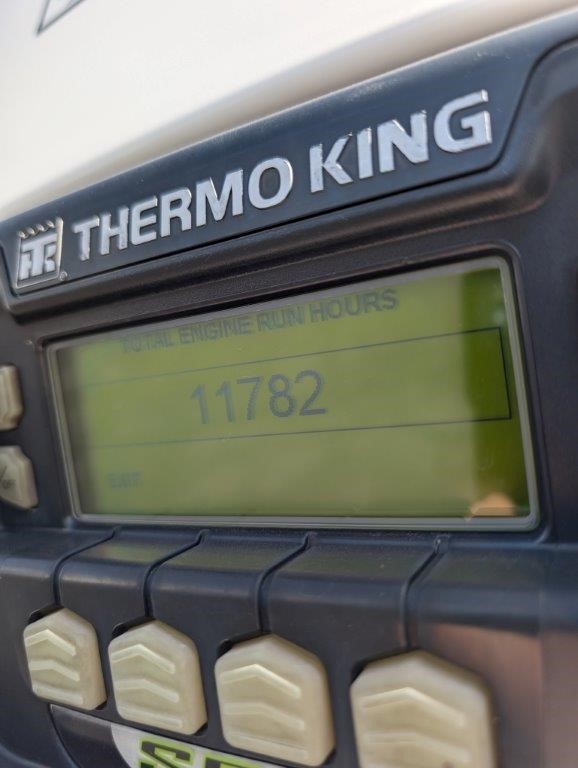 TK THERMO KING
TOTAL ENGINE RUN HOURS
11782
EXIT